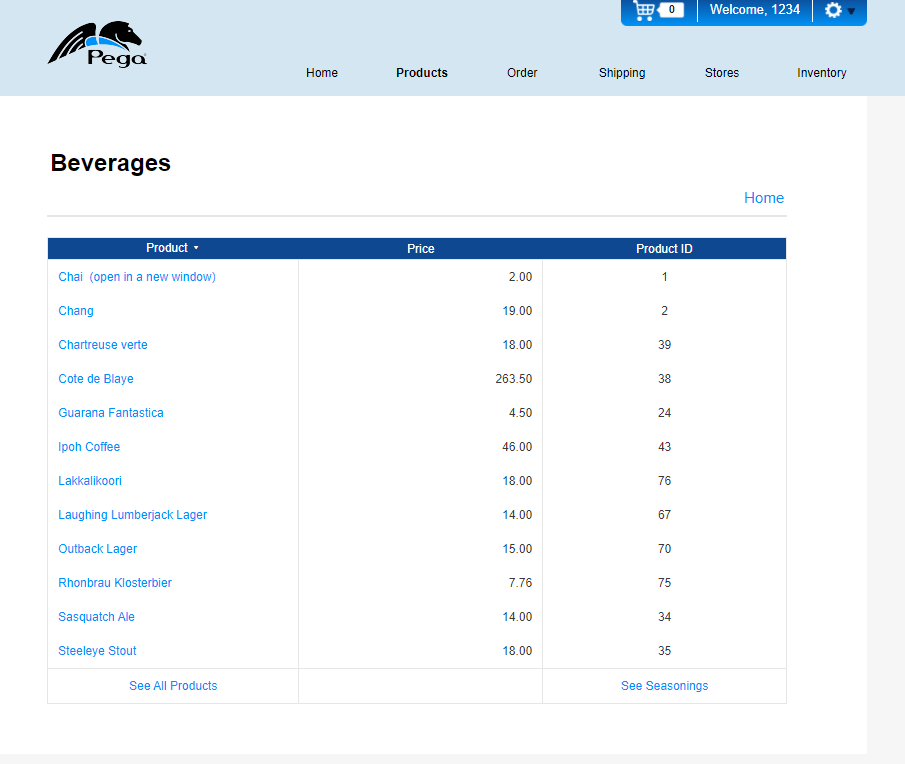 0 Welcome, 1234
Pega
Home Products Order Shipping Stores Inventory
Beverages
Home
Product Price Product ID
Chai (open in a new window) 2.00 1
Chang 19.00 2
Chartreuse verte 18.00 39
Cote de Blaye 263.50 38
Guarana Fantastica 4.50 24
Ipoh Coffee 46.00 43
Lakkalikoori 18.00 76
Laughing Lumberjack Lager 14.00 67
Outback Lager 15.00 70
Rhonbrau Klosterbier 7.76 75
Sasquatch Ale 14.00 34
Steeleye Stout 18.00 35
See All Products See Seasonings